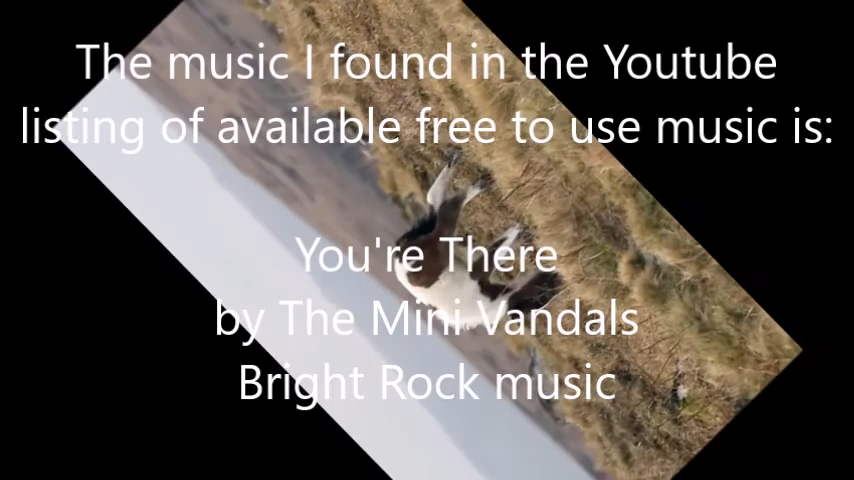 The music I found in the Youtube
listing of available free to use music is:
You're There
by The Mini Vandals
Bright Rock music